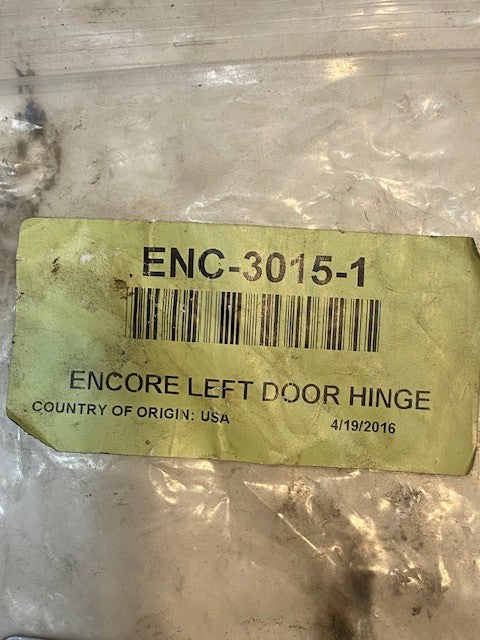 ENC-3015-1
ENCORE LEFT DOOR HINGE
COUNTRY OF ORIGIN: USA 4/19/2016